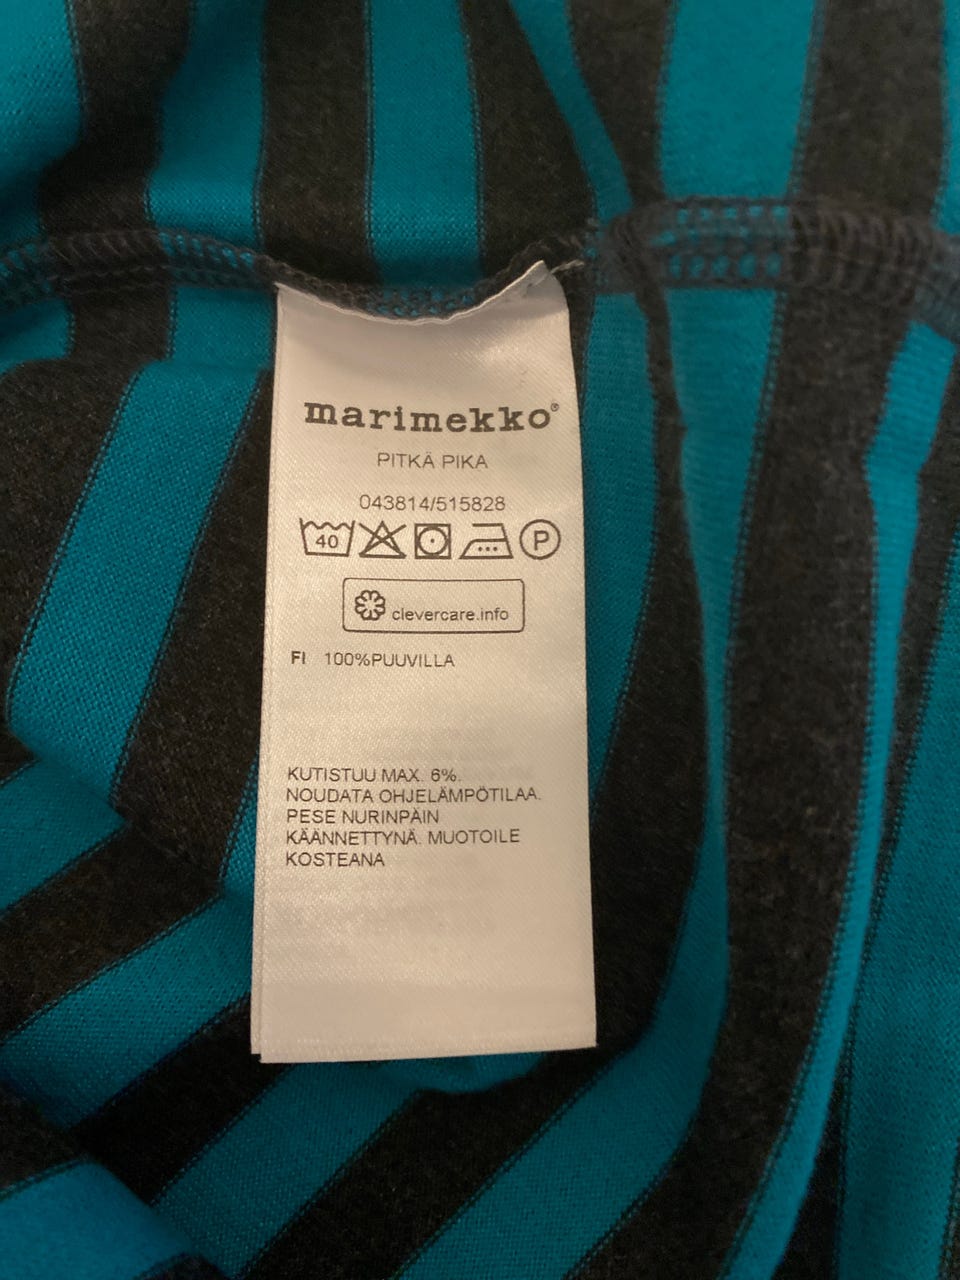 marimekko®
PITKÄ PIKA
043814/515828
40 P
clevercare.info
FI 100%PUUVILLA
KUTISTUU MAX. 6%.
NOUDATA OHJELÄMPÖTILAA.
PESE NURINPÄIN
KÄÄNNETTYNÄ. MUOTOILE
KOSTEANA